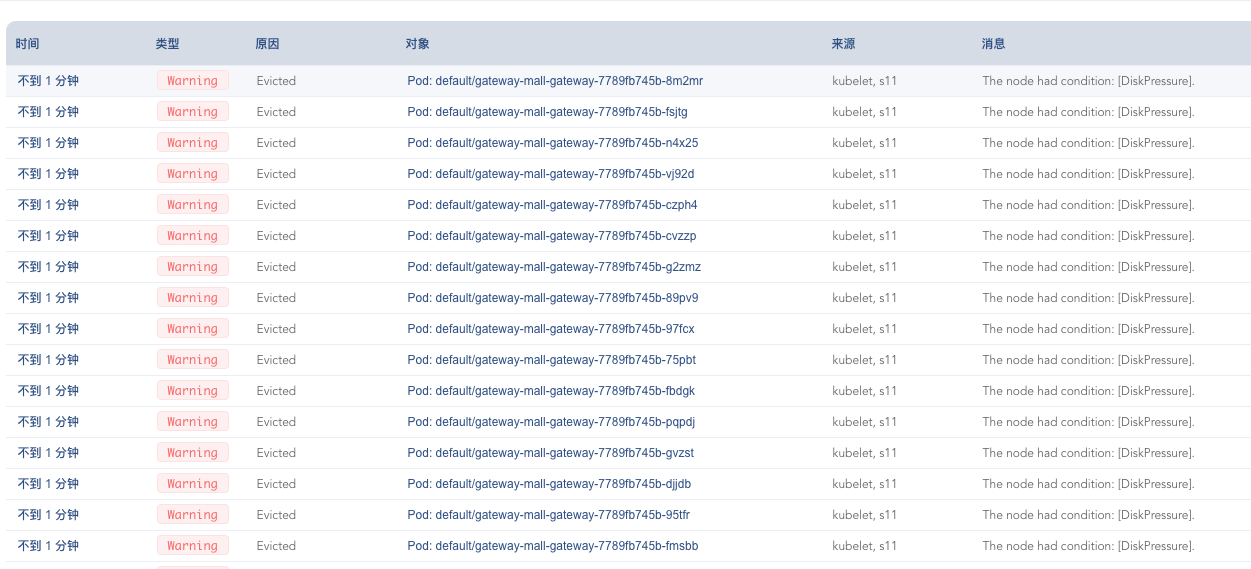 时间 类型 原因 对象 来源 消息
不到 1 分钟 Warning Evicted Pod: default/gateway-mall-gateway-7789fb745b-8m2mr kubelet, s11 The node had condition: [DiskPressure].
不到 1 分钟 Warning Evicted Pod: default/gateway-mall-gateway-7789fb745b-fsjtg kubelet, s11 The node had condition: [DiskPressure].
不到 1 分钟 Warning Evicted Pod: default/gateway-mall-gateway-7789fb745b-n4x25 kubelet, s11 The node had condition: [DiskPressure].
不到 1 分钟 Warning Evicted Pod: default/gateway-mall-gateway-7789fb745b-vj92d kubelet, s11 The node had condition: [DiskPressure].
不到 1 分钟 Warning Evicted Pod: default/gateway-mall-gateway-7789fb745b-czph4 kubelet, s11 The node had condition: [DiskPressure].
不到 1 分钟 Warning Evicted Pod: default/gateway-mall-gateway-7789fb745b-cvzzp kubelet, s11 The node had condition: [DiskPressure].
不到 1 分钟 Warning Evicted Pod: default/gateway-mall-gateway-7789fb745b-g2zmz kubelet, s11 The node had condition: [DiskPressure].
不到 1 分钟 Warning Evicted Pod: default/gateway-mall-gateway-7789fb745b-89pv9 kubelet, s11 The node had condition: [DiskPressure].
不到 1 分钟 Warning Evicted Pod: default/gateway-mall-gateway-7789fb745b-97fcx kubelet, s11 The node had condition: [DiskPressure].
不到 1 分钟 Warning Evicted Pod: default/gateway-mall-gateway-7789fb745b-75pbt kubelet, s11 The node had condition: [DiskPressure].
不到 1 分钟 Warning Evicted Pod: default/gateway-mall-gateway-7789fb745b-fbdgk kubelet, s11 The node had condition: [DiskPressure].
不到 1 分钟 Warning Evicted Pod: default/gateway-mall-gateway-7789fb745b-pqpdj kubelet, s11 The node had condition: [DiskPressure].
不到 1 分钟 Warning Evicted Pod: default/gateway-mall-gateway-7789fb745b-gvzst kubelet, s11 The node had condition: [DiskPressure].
不到 1 分钟 Warning Evicted Pod: default/gateway-mall-gateway-7789fb745b-djjdb kubelet, s11 The node had condition: [DiskPressure].
不到 1 分钟 Warning Evicted Pod: default/gateway-mall-gateway-7789fb745b-95tfr kubelet, s11 The node had condition: [DiskPressure].
不到 1 分钟 Warning Evicted Pod: default/gateway-mall-gateway-7789fb745b-fmsbb kubelet, s11 The node had condition: [DiskPressure].